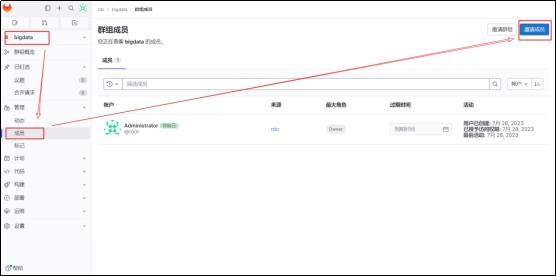 bigdata
群组概览
已打选
议题
0
合并请求
0
管理
动态
成员
标记
计划
代码
构建
部署
运维
设置
帮助
rdc / bigdata / 群组成员
群组成员
您正在查看 bigdata 的成员。
邀请群组
邀请成员
成员 1
筛选成员
帐户
帐户
来源
最大角色
过期时间
活动
Administrator 你自己
@root
rdc
Owner
到期时间
用户已创建: 7月 28, 2023
已授予访问权限: 7月 28, 2023
最后活动: 7月 28, 2023